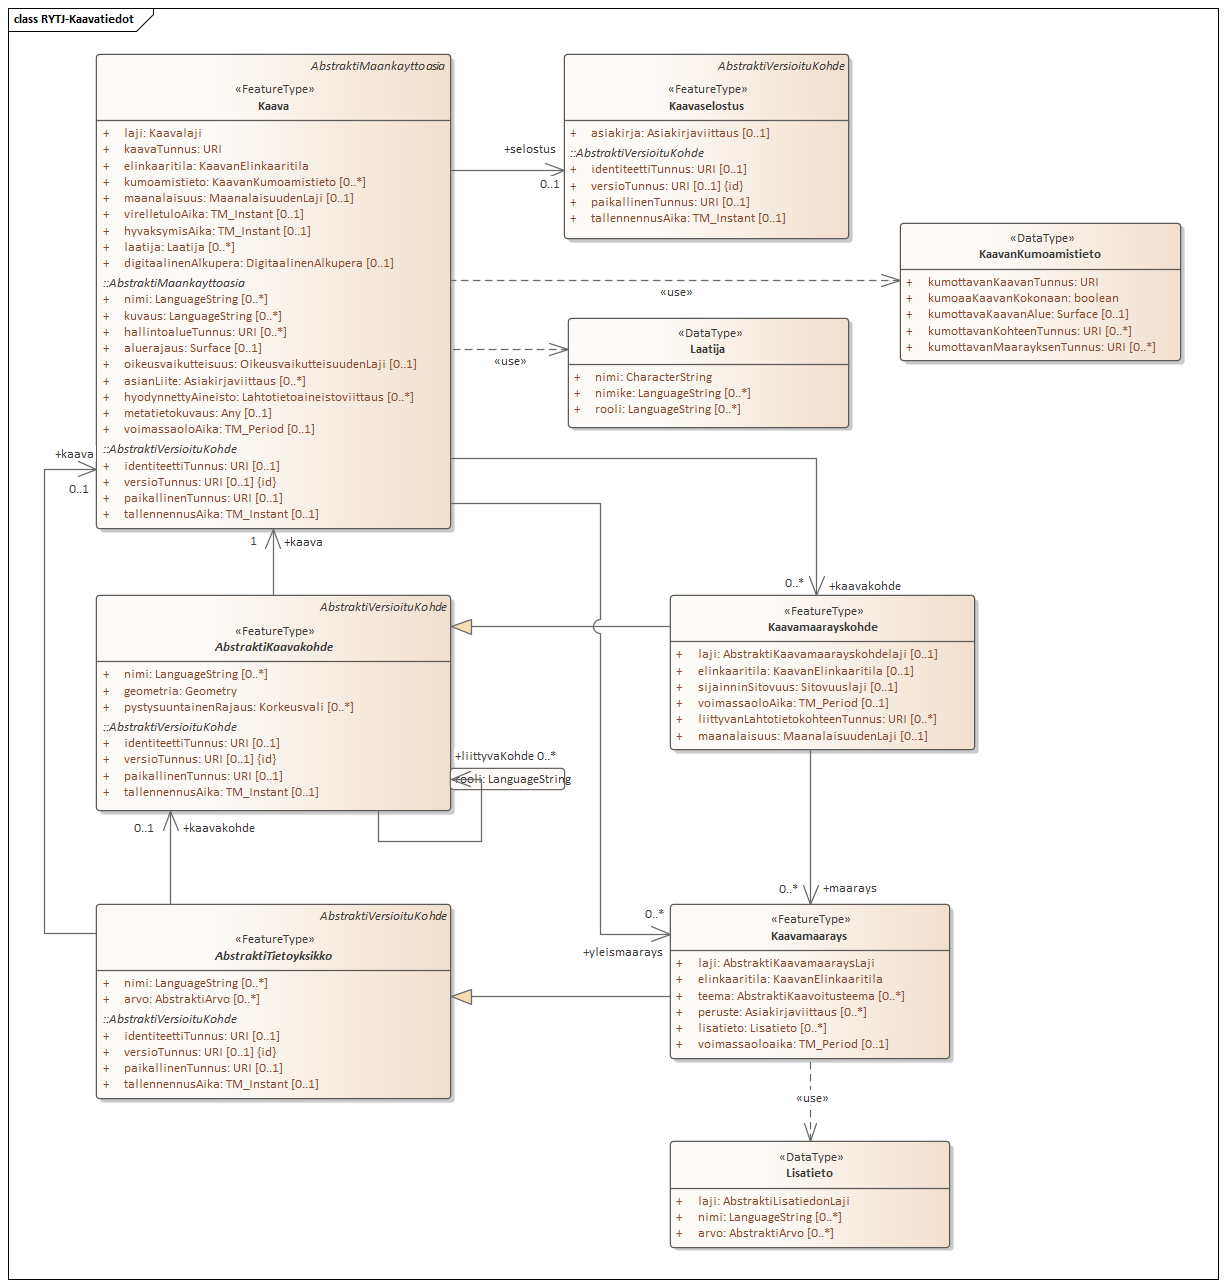 class RYTJ-Kaavatiedot
AbstraktiMaankayttoasia
«FeatureType»
Kaava
+ laji: Kaavalaji
+ kaavaTunnus: URI
+ elinkaaritila: KaavanElinkaaritila
+ kumoamistieto: KaavanKumoamistieto [0..*]
+ maanalaisuus: MaanalaisuudenLaji [0..1]
+ virelletuloAika: TM_Instant [0..1]
+ hyvaksymisAika: TM_Instant [0..1]
+ laatija: Laatija [0..*]
+ digitaalinenAlkupera: DigitaalinenAlkupera [0..1]
::AbstraktiMaankayttoasia
+ nimi: LanguageString [0..*]
+ kuvaus: LanguageString [0..*]
+ hallintoalueTunnus: URI [0..*]
+ aluerajaus: Surface [0..1]
+ oikeusvaikutteisuus: OikeusvaikutteisuudenLaji [0..1]
+ asianLiite: Asiakirjaviittaus [0..*]
+ hyodynnettyAineisto: Lahtotietoaineistoviittaus [0..*]
+ metatietokuvaus: Any [0..1]
+ voimassaoloAika: TM_Period [0..1]
::AbstraktiVersioituKohde
+ identiteettiTunnus: URI [0..1]
+ versioTunnus: URI [0..1] {id}
+ paikallinenTunnus: URI [0..1]
+ tallennennusAika: TM_Instant [0..1]
+selostus
0..1
AbstraktiVersioituKohde
«FeatureType»
Kaavaselostus
+ asiakirja: Asiakirjaviittaus [0..1]
::AbstraktiVersioituKohde
+ identiteettiTunnus: URI [0..1]
+ versioTunnus: URI [0..1] {id}
+ paikallinenTunnus: URI [0..1]
+ tallennennusAika: TM_Instant [0..1]
«use»
«DataType»
KaavanKumoamistieto
+ kumottavanKaavanTunnus: URI
+ kumoaaKaavanKokonaan: boolean
+ kumottavaKaavanAlue: Surface [0..1]
+ kumottavanKohteenTunnus: URI [0..*]
+ kumottavanMaarayksenTunnus: URI [0..*]
«use»
«DataType»
Laatija
+ nimi: CharacterString
+ nimike: LanguageString [0..*]
+ rooli: LanguageString [0..*]
+kaava
0..1
1
+kaava
0..*
+kaavakohde
AbstraktiVersioituKohde
«FeatureType»
AbstraktiKaavakohde
+ nimi: LanguageString [0..*]
+ geometria: Geometry
+ pystysuuntainenRajaus: Korkeusvali [0..*]
::AbstraktiVersioituKohde
+ identiteettiTunnus: URI [0..1]
+ versioTunnus: URI [0..1] {id}
+ paikallinenTunnus: URI [0..1]
+ tallennennusAika: TM_Instant [0..1]
«FeatureType»
Kaavamaarayskohde
+ laji: AbstraktiKaavamaarayskohdelaji [0..1]
+ elinkaaritila: KaavanElinkaaritila [0..1]
+ sijainninSitovuus: Sitovuuslaji [0..1]
+ voimassaoloAika: TM_Period [0..1]
+ liittyvanLahtotietokohteenTunnus: URI [0..*]
+ maanalaisuus: MaanalaisuudenLaji [0..1]
+liittyvaKohde 0..*
rooli: LanguageString
0..1
+kaavakohde
0..*
+maarays
0..*
+yleismaarays
AbstraktiVersioituKohde
«FeatureType»
AbstraktiTietoyksikko
+ nimi: LanguageString [0..*]
+ arvo: AbstraktiArvo [0..*]
::AbstraktiVersioituKohde
+ identiteettiTunnus: URI [0..1]
+ versioTunnus: URI [0..1] {id}
+ paikallinenTunnus: URI [0..1]
+ tallennennusAika: TM_Instant [0..1]
«FeatureType»
Kaavamaarays
+ laji: AbstraktiKaavamaaraysLaji
+ elinkaaritila: KaavanElinkaaritila
+ teema: AbstraktiKaavoitusteema [0..*]
+ peruste: Asiakirjaviittaus [0..*]
+ lisatieto: Lisatieto [0..*]
+ voimassaoloaika: TM_Period [0..1]
«use»
«DataType»
Lisatieto
+ laji: AbstraktiLisatiedonLaji
+ nimi: LanguageString [0..*]
+ arvo: AbstraktiArvo [0..*]